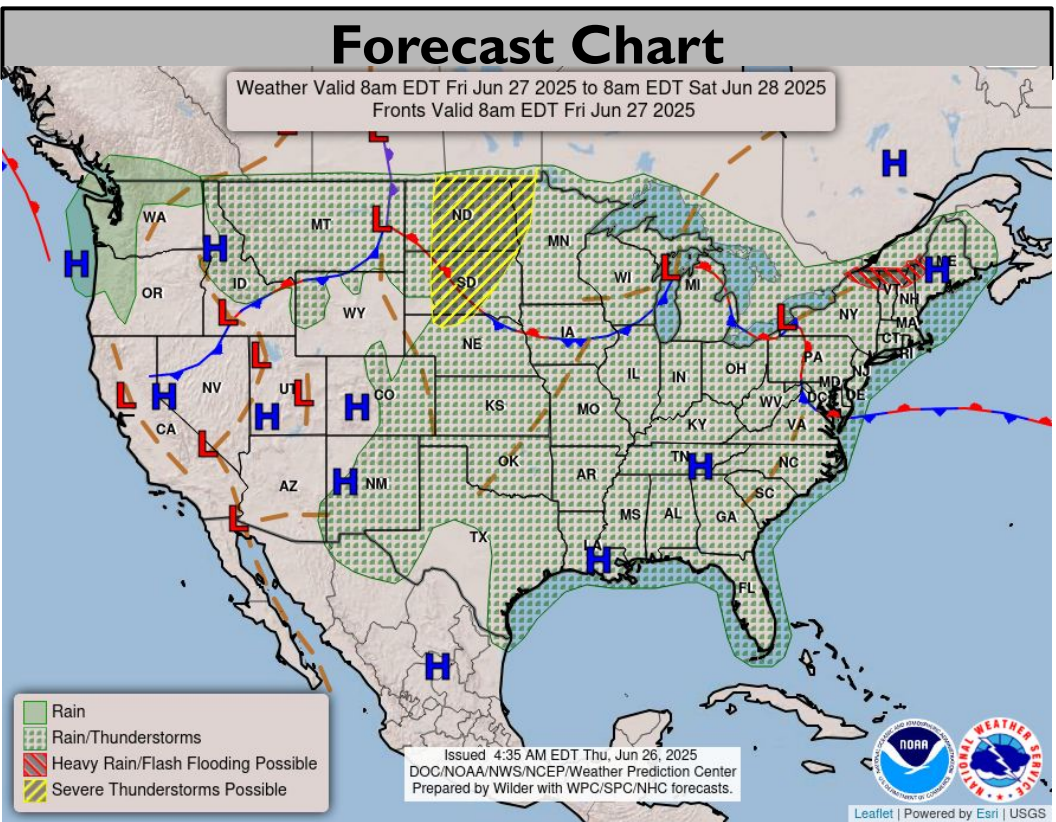 Forecast Chart
Weather Valid 8am EDT Fri Jun 27 2025 to 8am EDT Sat Jun 28 2025
Fronts Valid 8am EDT Fri Jun 27 2025
L
L
H
WA
MT
L
ND
MN
H
H
OR
ID
SD
WI
L
MI
ME
H
VT
NH
L
WY
IA
L
NY
MA
CT
RI
NE
PA
NJ
L
UT
L
CO
IL
IN
OH
MD
DE
DC
L
H
NV
H
H
KS
MO
WV
VA
L
CA
KY
L
AZ
H
NM
OK
AR
TN
H
NC
SC
L
TX
LA
H
MS
AL
GA
FL
H
Rain
Rain/Thunderstorms
Heavy Rain/Flash Flooding Possible
Severe Thunderstorms Possible
Issued 4:35 AM EDT Thu, Jun 26, 2025
DOC/NOAA/NWS/NCEP/Weather Prediction Center
Prepared by Wilder with WPC/SPC/NHC forecasts.
NOAA
NATIONAL WEATHER SERVICE
Leaflet | Powered by Esri | USGS